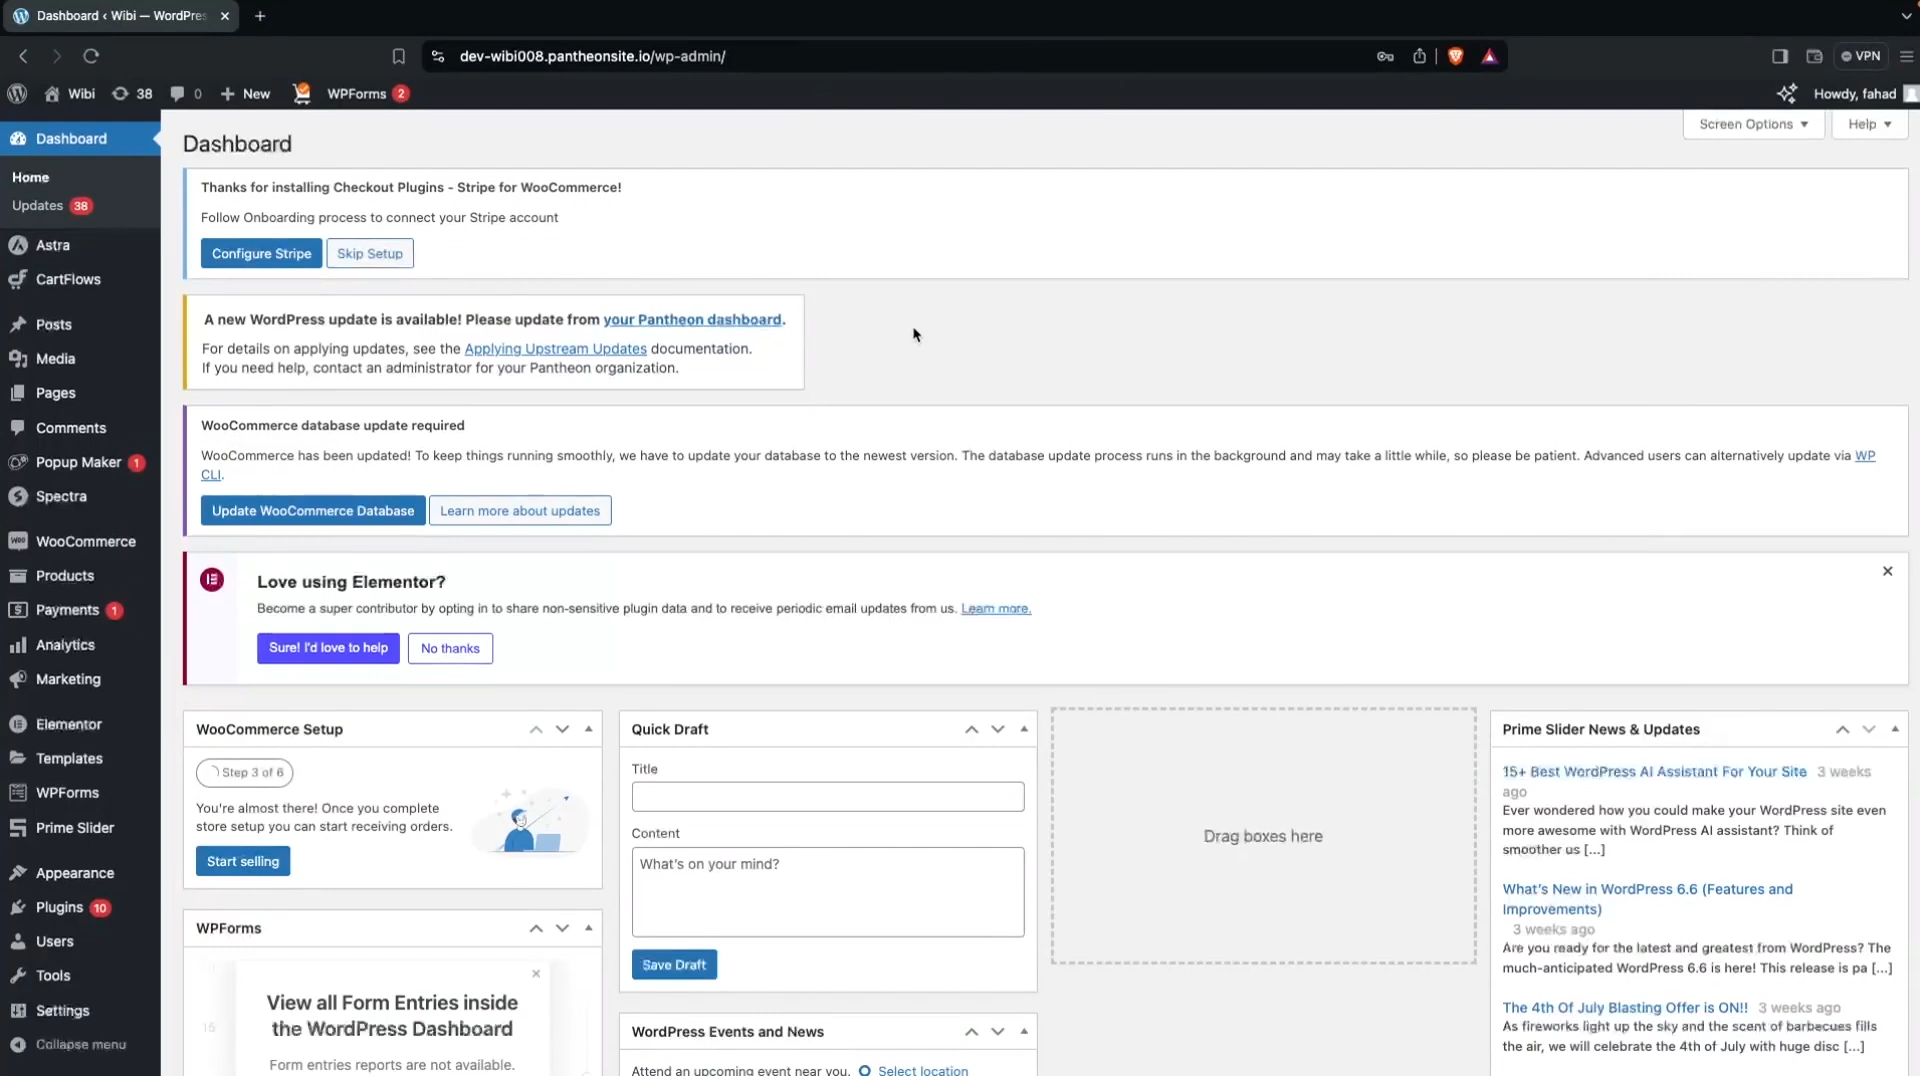 Dashboard ‹ Wibi — WordPres
dev-wibi008.pantheonsite.io/wp-admin/
VPN
Wibi
38
0
New
WPForms 2
Howdy, fahad
Dashboard
Home
Updates 38
Astra
CartFlows
Posts
Media
Pages
Comments
Popup Maker 1
Spectra
WooCommerce
Products
Payments 1
Analytics
Marketing
Elementor
Templates
WPForms
Prime Slider
Appearance
Plugins 10
Users
Tools
Settings
Collapse menu
Dashboard
Screen Options
Help
Thanks for installing Checkout Plugins - Stripe for WooCommerce!
Follow Onboarding process to connect your Stripe account
Configure Stripe
Skip Setup
A new WordPress update is available! Please update from your Pantheon dashboard.
For details on applying updates, see the Applying Upstream Updates documentation.
If you need help, contact an administrator for your Pantheon organization.
WooCommerce database update required
WooCommerce has been updated! To keep things running smoothly, we have to update your database to the newest version. The database update process runs in the background and may take a little while, so please be patient. Advanced users can alternatively update via WP
CLI.
Update WooCommerce Database
Learn more about updates
Love using Elementor?
Become a super contributor by opting in to share non-sensitive plugin data and to receive periodic email updates from us. Learn more.
Sure! I'd love to help
No thanks
WooCommerce Setup
Step 3 of 6
You're almost there! Once you complete
store setup you can start receiving orders.
Start selling
WPForms
15
View all Form Entries inside
the WordPress Dashboard
Form entries reports are not available.
Quick Draft
Title
Content
What's on your mind?
Save Draft
WordPress Events and News
Attend an upcoming event near you.
Select location
Drag boxes here
Prime Slider News & Updates
15+ Best WordPress AI Assistant For Your Site 3 weeks
ago
Ever wondered how you could make your WordPress site even
more awesome with WordPress AI assistant? Think of
smoother us [...]
What's New in WordPress 6.6 (Features and
Improvements)
3 weeks ago
Are you ready for the latest and greatest from WordPress? The
much-anticipated WordPress 6.6 is here! This release is pa [...]
The 4th Of July Blasting Offer is ON!! 3 weeks ago
As fireworks light up the sky and the scent of barbecues fills
the air, we will celebrate the 4th of July with huge disc [...]